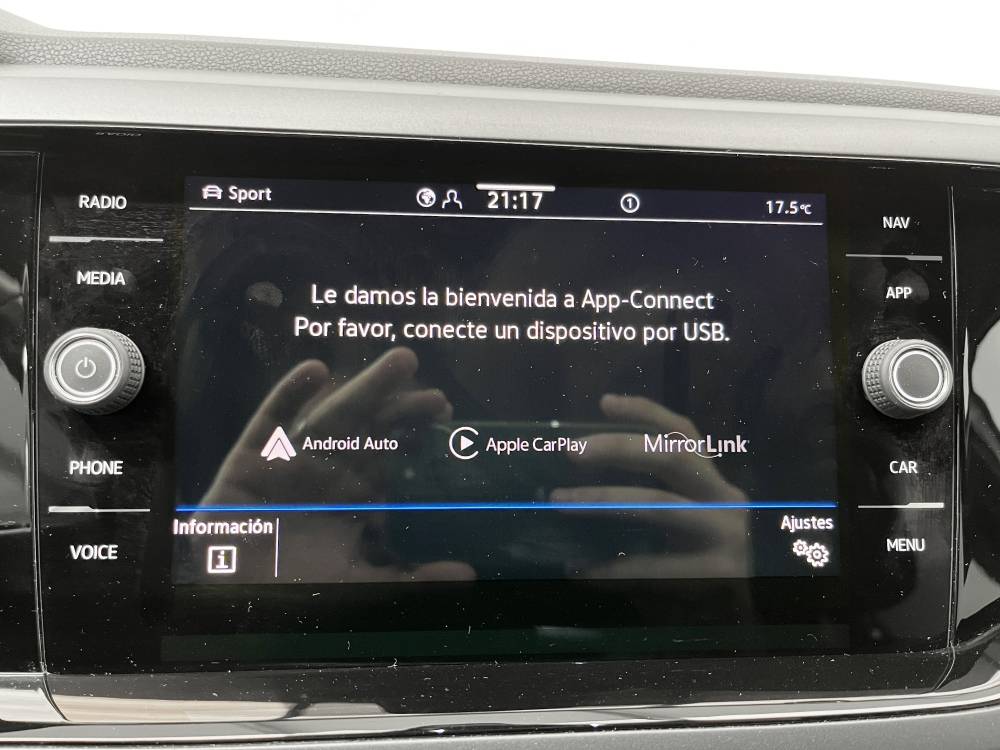 RADIO
MEDIA
PHONE
VOICE
Sport
21:17
1
17.5°C
Le damos la bienvenida a App-Connect
Por favor, conecte un dispositivo por USB.
Android Auto
Apple CarPlay
MirrorLink
Información
i
Ajustes
NAV
APP
CAR
MENU